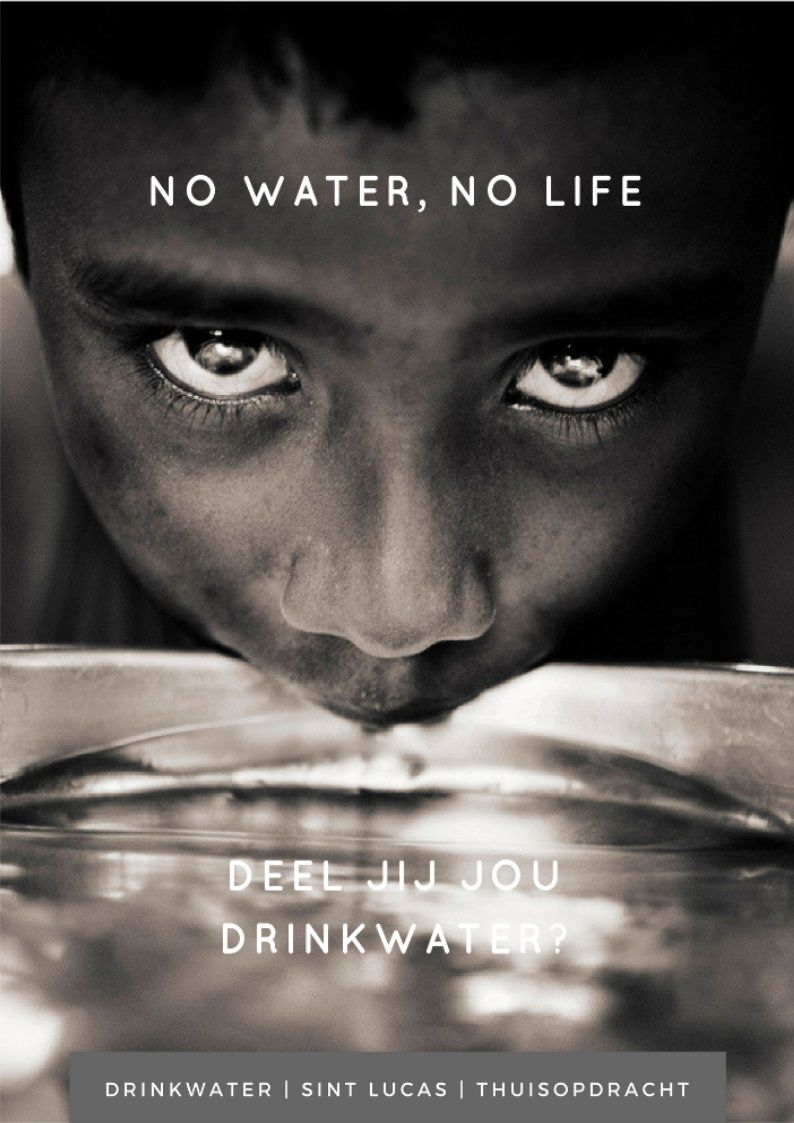 NO WATER, NO LIFE
DEEL JIJ JOU
DRINKWATER?
DRINKWATER | SINT LUCAS | THUISOPDRACHT